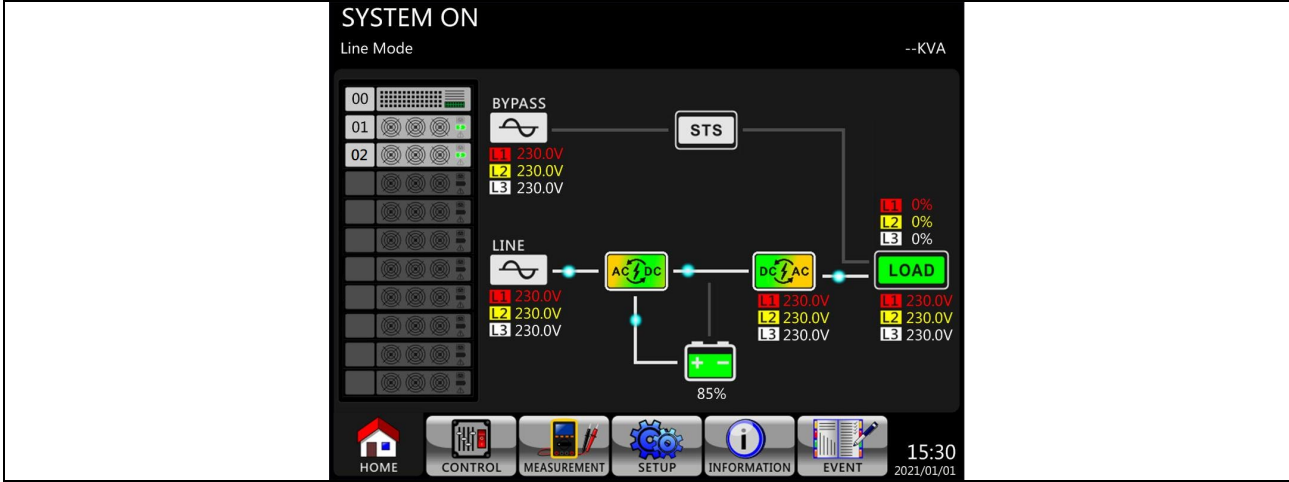 SYSTEM ON
Line Mode
--KVA
00
01
02
BYPASS
L1 230.0V
L2 230.0V
L3 230.0V
STS
L1 0%
L2 0%
L3 0%
LINE
AC DC
DC AC
LOAD
L1 230.0V
L2 230.0V
L3 230.0V
L1 230.0V
L2 230.0V
L3 230.0V
L1 230.0V
L2 230.0V
L3 230.0V
+ -
85%
HOME
CONTROL
MEASUREMENT
SETUP
INFORMATION
EVENT
15:30
2021/01/01